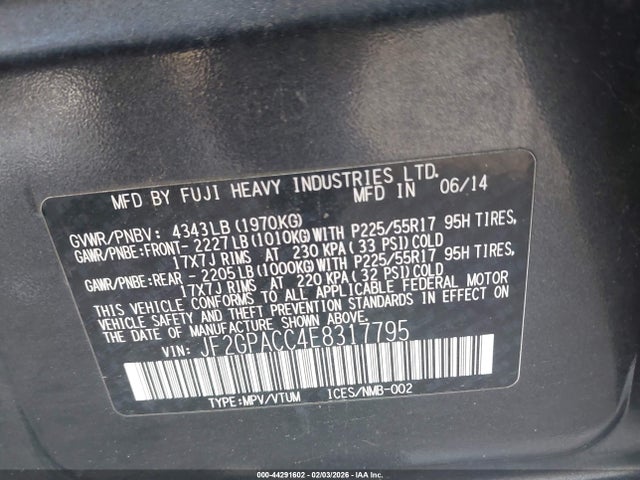 MFD BY FUJI HEAVY INDUSTRIES LTD.
MFD IN 06/14
GVWR/PNBV: 4343LB(1970KG)
GAWR/PNBE:FRONT- 2227LB(1010KG)WITH P225/55R17 95H TIRES,
17X7J RIMS AT 230 KPA(33 PSI)COLD
GAWR/PNBE:REAR - 2205LB(1000KG)WITH P225/55R17 95H TIRES,
17X7J RIMS AT 220 KPA(32 PSI)COLD
THIS VEHICLE CONFORMS TO ALL APPLICABLE FEDERAL MOTOR
VEHICLE SAFETY AND THEFT PREVENTION STANDARDS IN EFFECT ON
THE DATE OF MANUFACTURE SHOWN ABOVE.
VIN: JF2GPACC4E8317795
TYPE:MPV/VTUM ICES/NMB-002
000-44291602 - 02/03/2026 - COPART